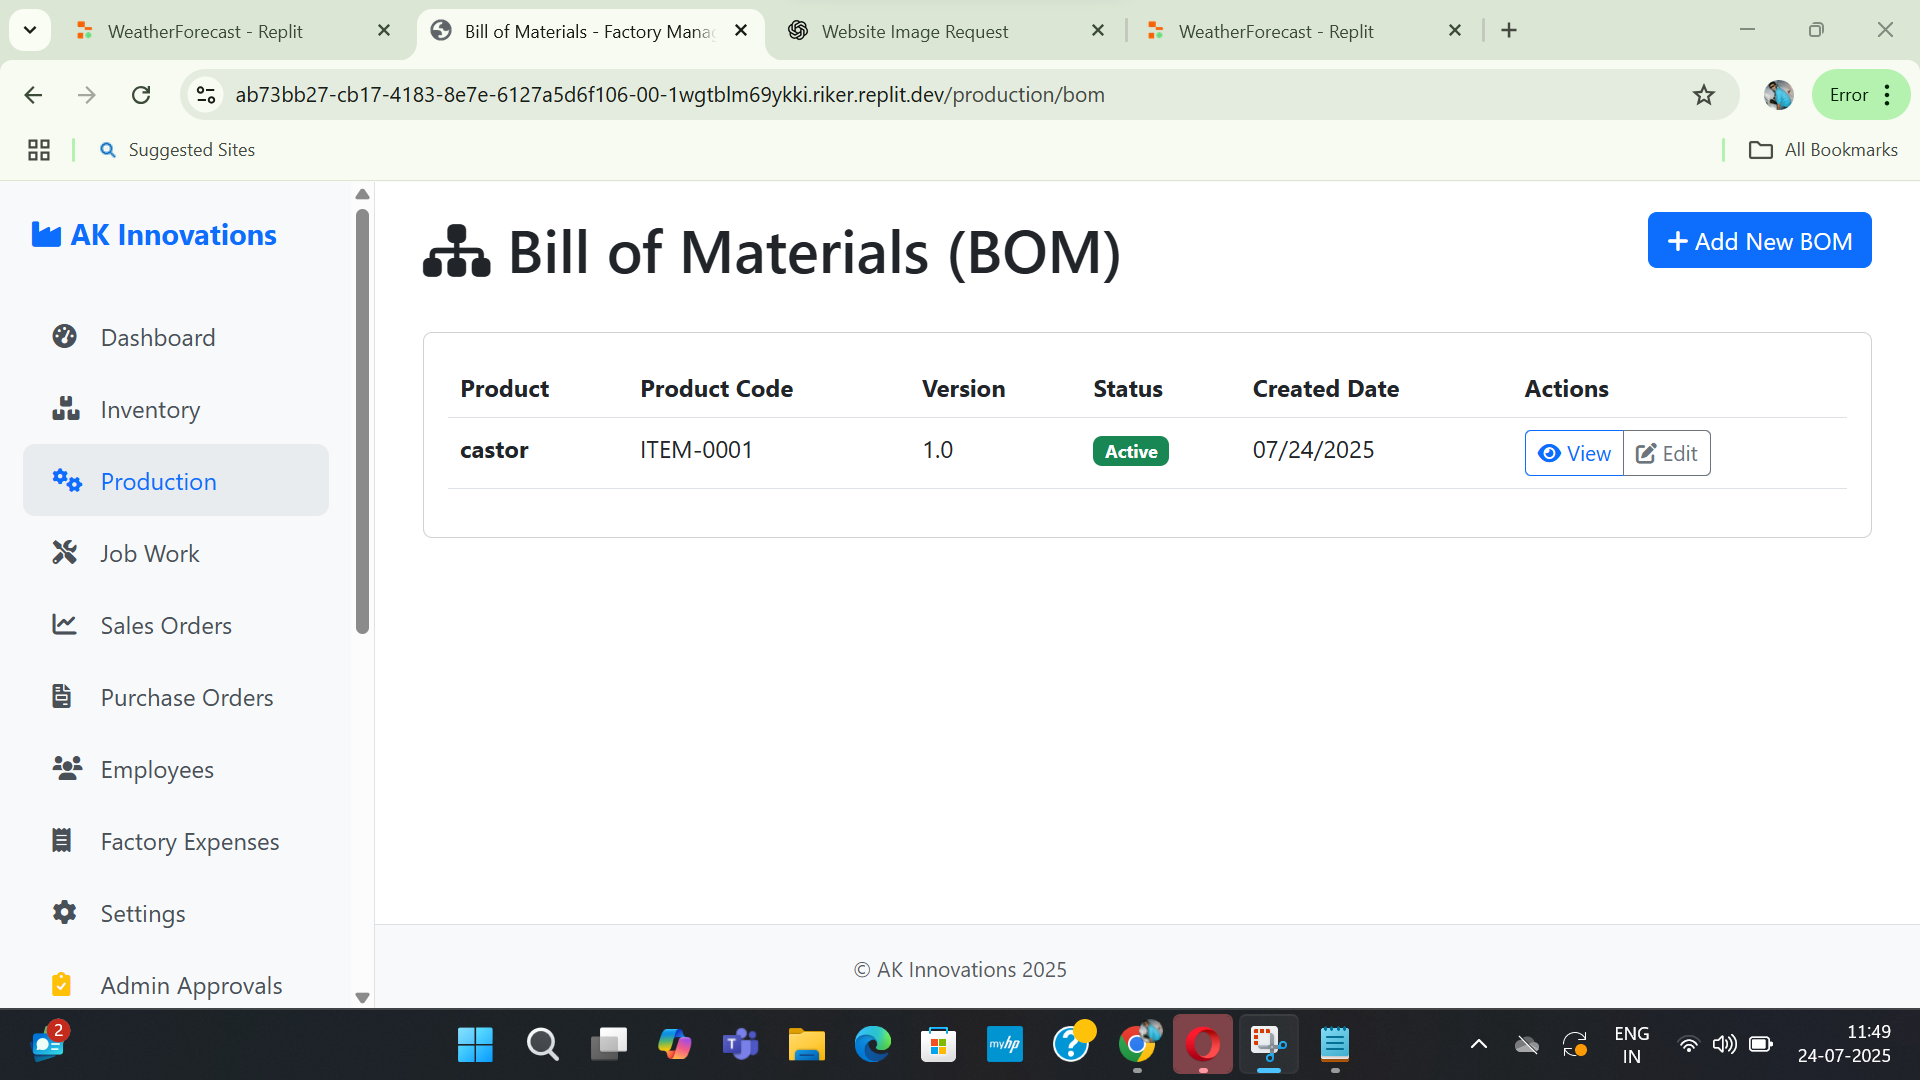 WeatherForecast - Replit
Bill of Materials - Factory Mana
Website Image Request
WeatherForecast - Replit
ab73bb27-cb17-4183-8e7e-6127a5d6f106-00-1wgtblm69ykki.riker.replit.dev/production/bom
Error
Suggested Sites
All Bookmarks
AK Innovations
Dashboard
Inventory
Production
Job Work
Sales Orders
Purchase Orders
Employees
Factory Expenses
Settings
Admin Approvals
Bill of Materials (BOM)
+ Add New BOM
Product Product Code Version Status Created Date Actions
castor ITEM-0001 1.0 Active 07/24/2025 View Edit
© AK Innovations 2025
2
myhp
ENG
IN
11:49
24-07-2025